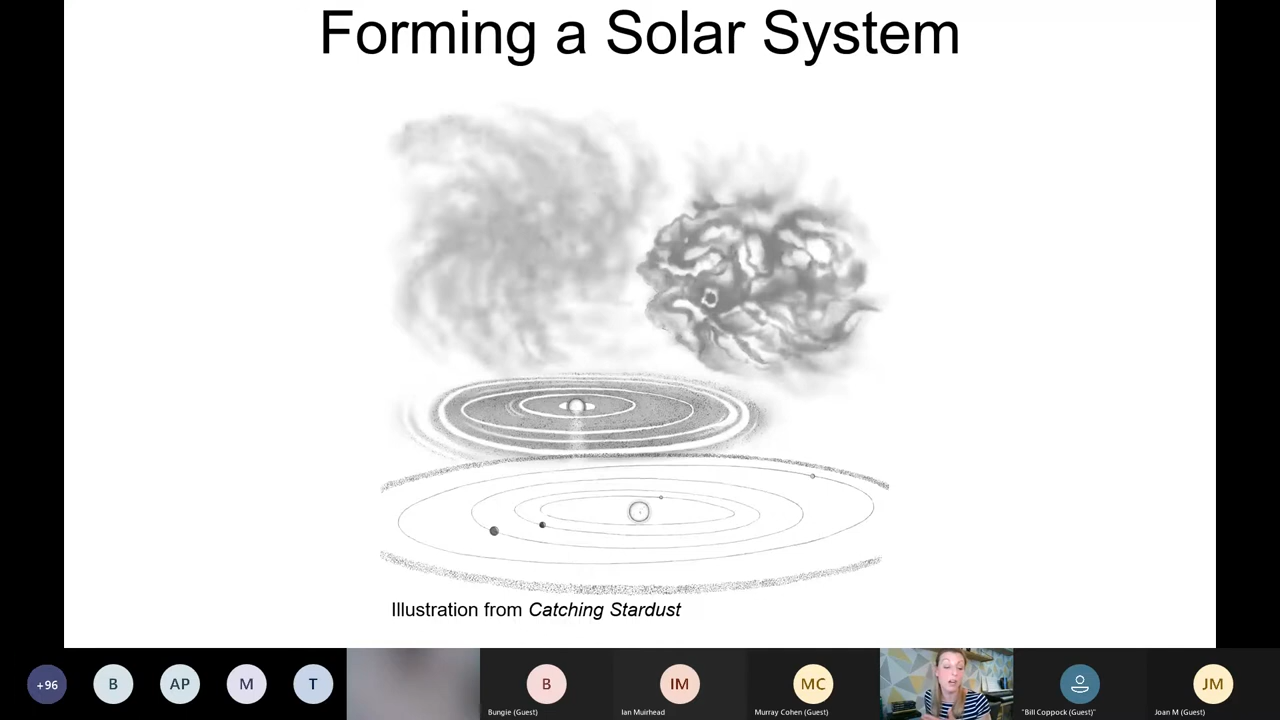 Forming a Solar System
Illustration from Catching Stardust
+96
B
AP
M
T
B
Bungie (Guest)
IM
Ian Muirhead
MC
Murray Cohen (Guest)
"Bill Coppock (Guest)"
JM
Joan M (Guest)